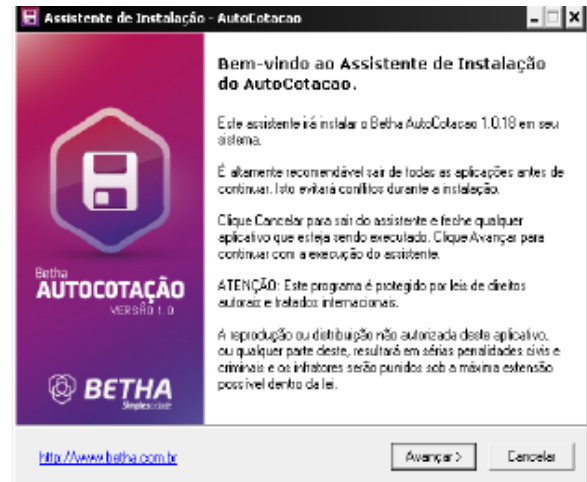 Assistente de Instalação - AutoCotacao
Bem-vindo ao Assistente de Instalação
do AutoCotacao.
Este assistente irá instalar o Betha AutoCotacao 1.0.18 em seu
sistema.
É altamente recomendável sair de todas as aplicações antes de
continuar. Isto evitará conflitos durante a instalação.
Clique Cancelar para sair do assistente e feche qualquer
aplicativo que esteja sendo executado. Clique Avançar para
continuar com a execução do assistente.
ATENÇÃO: Este programa é protegido por leis de direitos
autorais e tratados internacionais.
A reprodução ou distribuição não autorizada deste aplicativo,
ou qualquer parte deste, resultará em sérias penalidades civis e
criminais e os infratores serão punidos sob a máxima extensão
possível dentro da lei.
Betha
AUTOCOTAÇÃO
VERSÃO 1.0
BETHA
http://www.betha.com.br
Avançar >
Cancelar